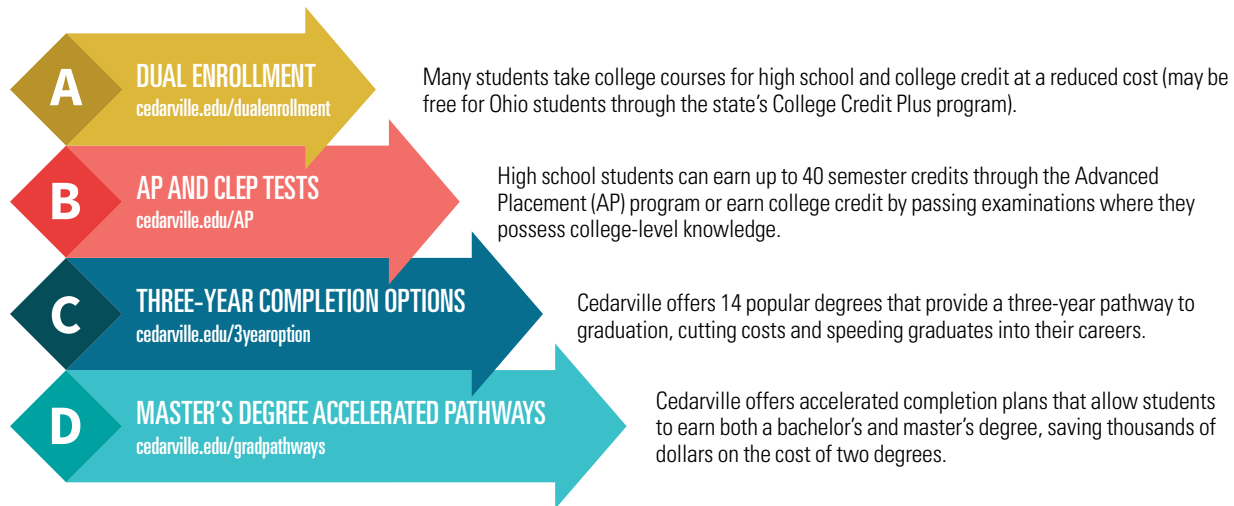 A
DUAL ENROLLMENT
cedarville.edu/dualenrollment
Many students take college courses for high school and college credit at a reduced cost (may be
free for Ohio students through the state’s College Credit Plus program).
B
AP AND CLEP TESTS
cedarville.edu/AP
High school students can earn up to 40 semester credits through the Advanced
Placement (AP) program or earn college credit by passing examinations where they
possess college-level knowledge.
C
THREE-YEAR COMPLETION OPTIONS
cedarville.edu/3yearoption
Cedarville offers 14 popular degrees that provide a three-year pathway to
graduation, cutting costs and speeding graduates into their careers.
D
MASTER’S DEGREE ACCELERATED PATHWAYS
cedarville.edu/gradpathways
Cedarville offers accelerated completion plans that allow students
to earn both a bachelor’s and master’s degree, saving thousands of
dollars on the cost of two degrees.